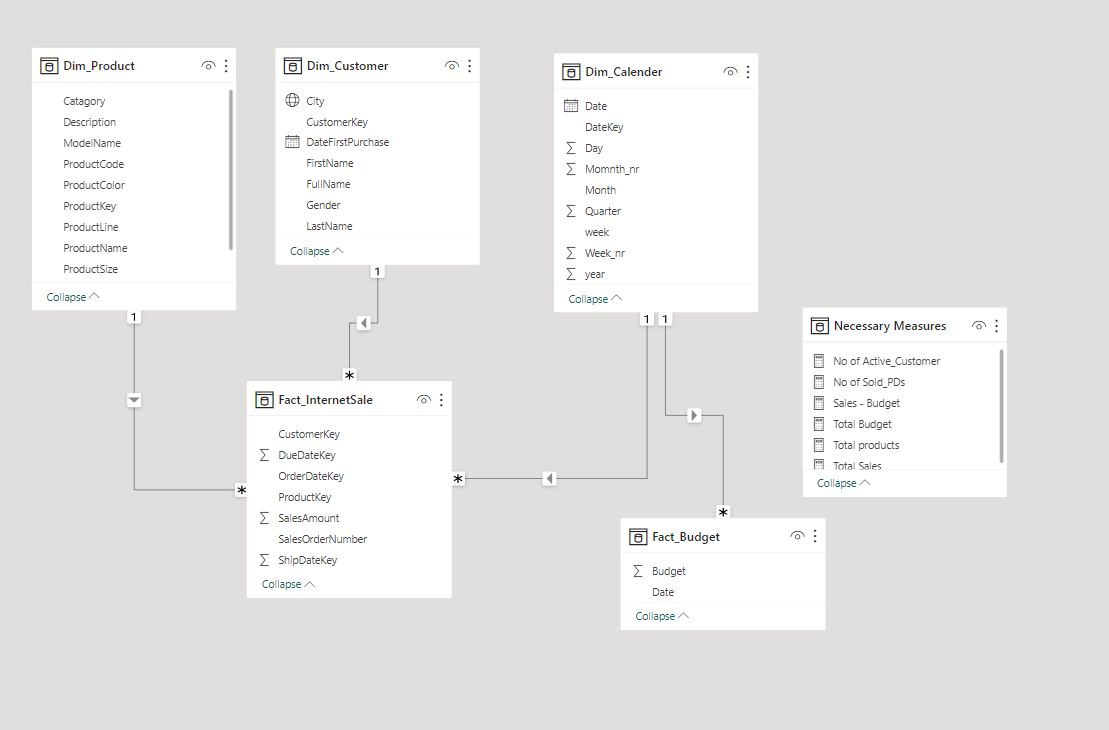 Dim_Product
Catagory
Description
ModelName
ProductCode
ProductColor
ProductKey
ProductLine
ProductName
ProductSize
Collapse
1
Dim_Customer
City
CustomerKey
DateFirstPurchase
FirstName
FullName
Gender
LastName
Collapse
1
Dim_Calender
Date
DateKey
Day
Momnth_nr
Month
Quarter
week
Week_nr
year
Collapse
1 1
Necessary Measures
No of Active_Customer
No of Sold_PDs
Sales - Budget
Total Budget
Total products
Total Sales
Collapse
*
Fact_InternetSale
CustomerKey
DueDateKey
OrderDateKey
ProductKey
SalesAmount
SalesOrderNumber
ShipDateKey
Collapse
*
*
*
Fact_Budget
Budget
Date
Collapse